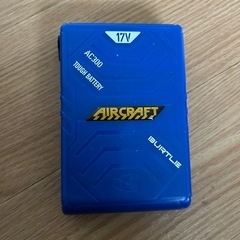 17V
AC300
TOUGH BATTERY
AIRCRAFT
BURTLE